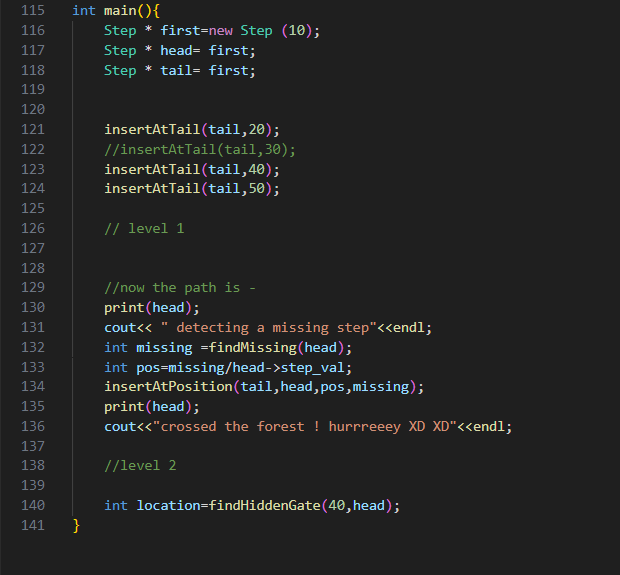 115 int main(){
116 Step * first=new Step (10);
117 Step * head= first;
118 Step * tail= first;
119
120
121 insertAtTail(tail,20);
122 //insertAtTail(tail,30);
123 insertAtTail(tail,40);
124 insertAtTail(tail,50);
125
126 // level 1
127
128
129 //now the path is -
130 print(head);
131 cout<< " detecting a missing step"<<endl;
132 int missing =findMissing(head);
133 int pos=missing/head->step_val;
134 insertAtPosition(tail,head,pos,missing);
135 print(head);
136 cout<<"crossed the forest ! hurrreeey XD XD"<<endl;
137
138 //level 2
139
140 int location=findHiddenGate(40,head);
141 }